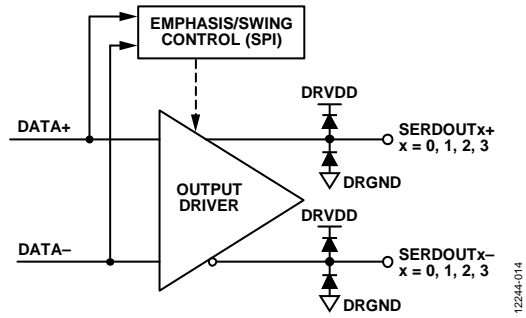 EMPHASIS/SWING
CONTROL (SPI)
DRVDD
DATA+
SERDOUTx+
x = 0, 1, 2, 3
DRGND
OUTPUT
DRIVER
DRVDD
DATA–
SERDOUTx–
x = 0, 1, 2, 3
DRGND
12244-014